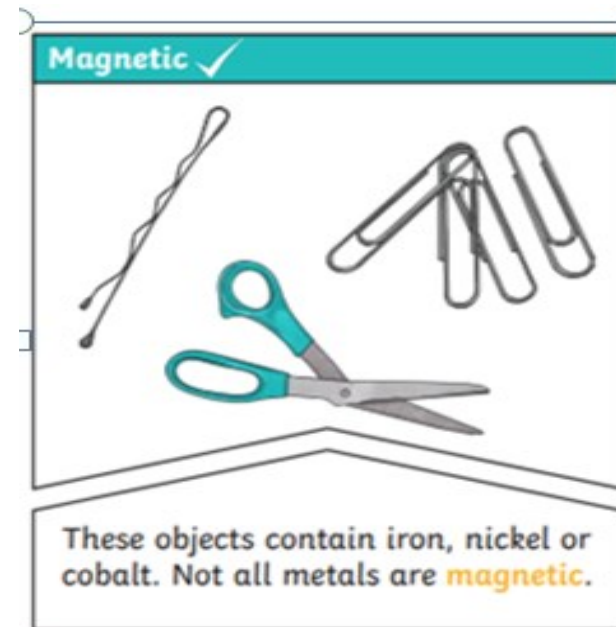 Magnetic
These objects contain iron, nickel or
cobalt. Not all metals are magnetic.